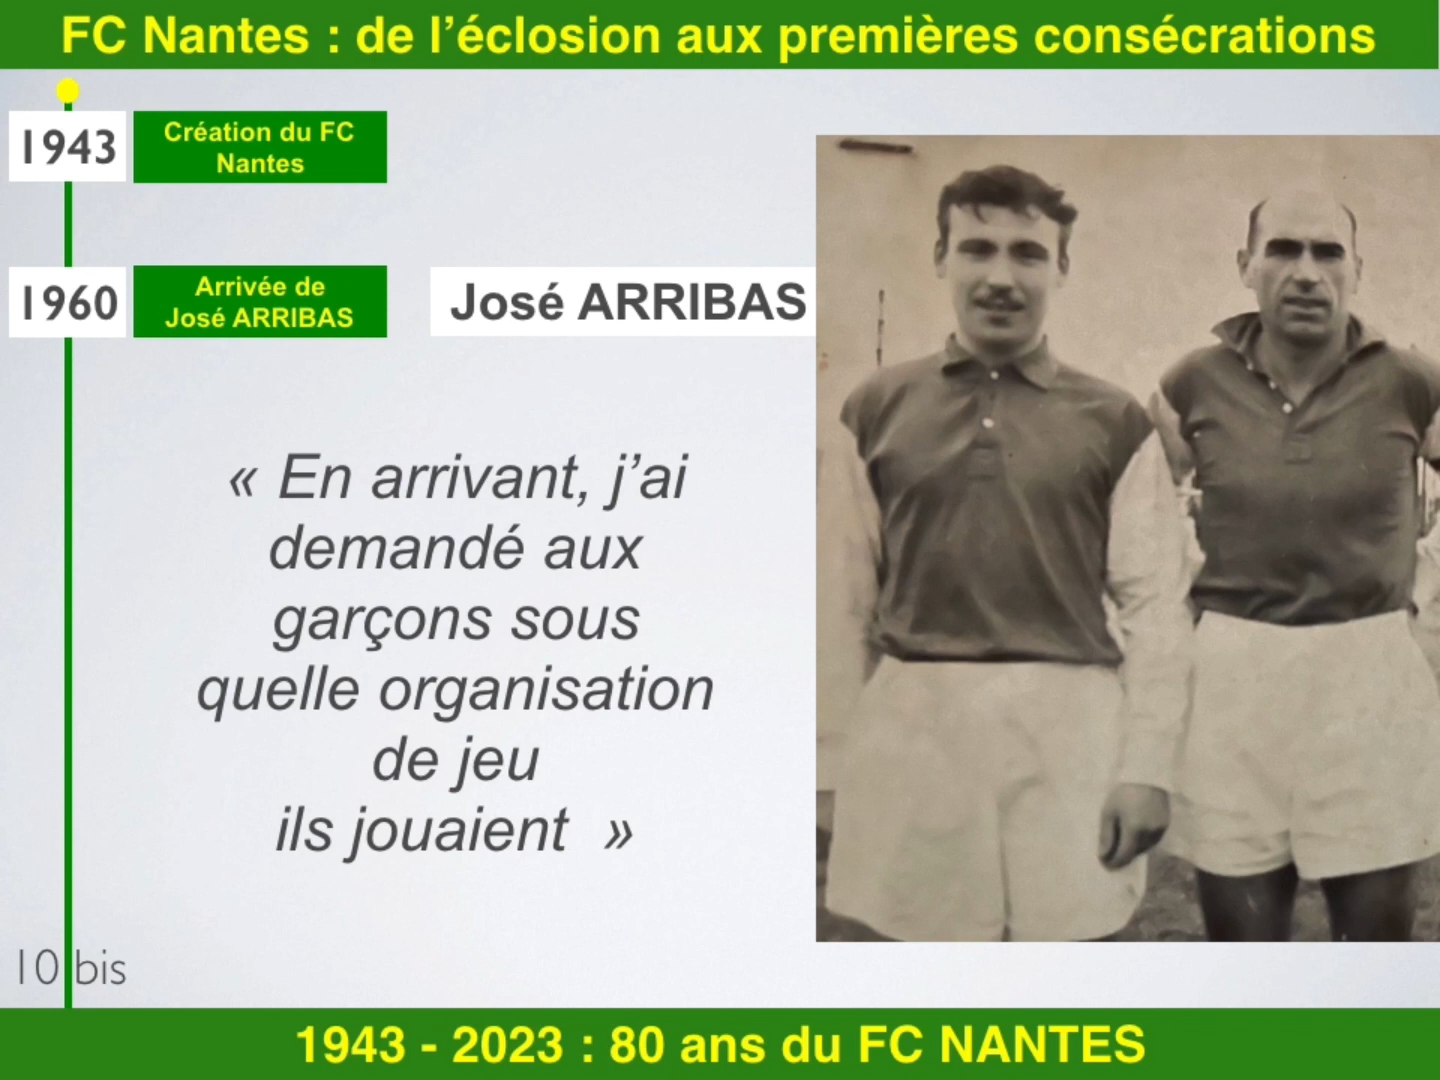 FC Nantes : de l’éclosion aux premières consécrations
1943
Création du FC
Nantes
1960
Arrivée de
José ARRIBAS
José ARRIBAS
« En arrivant, j’ai
demandé aux
garçons sous
quelle organisation
de jeu
ils jouaient »
10 bis
1943 - 2023 : 80 ans du FC NANTES